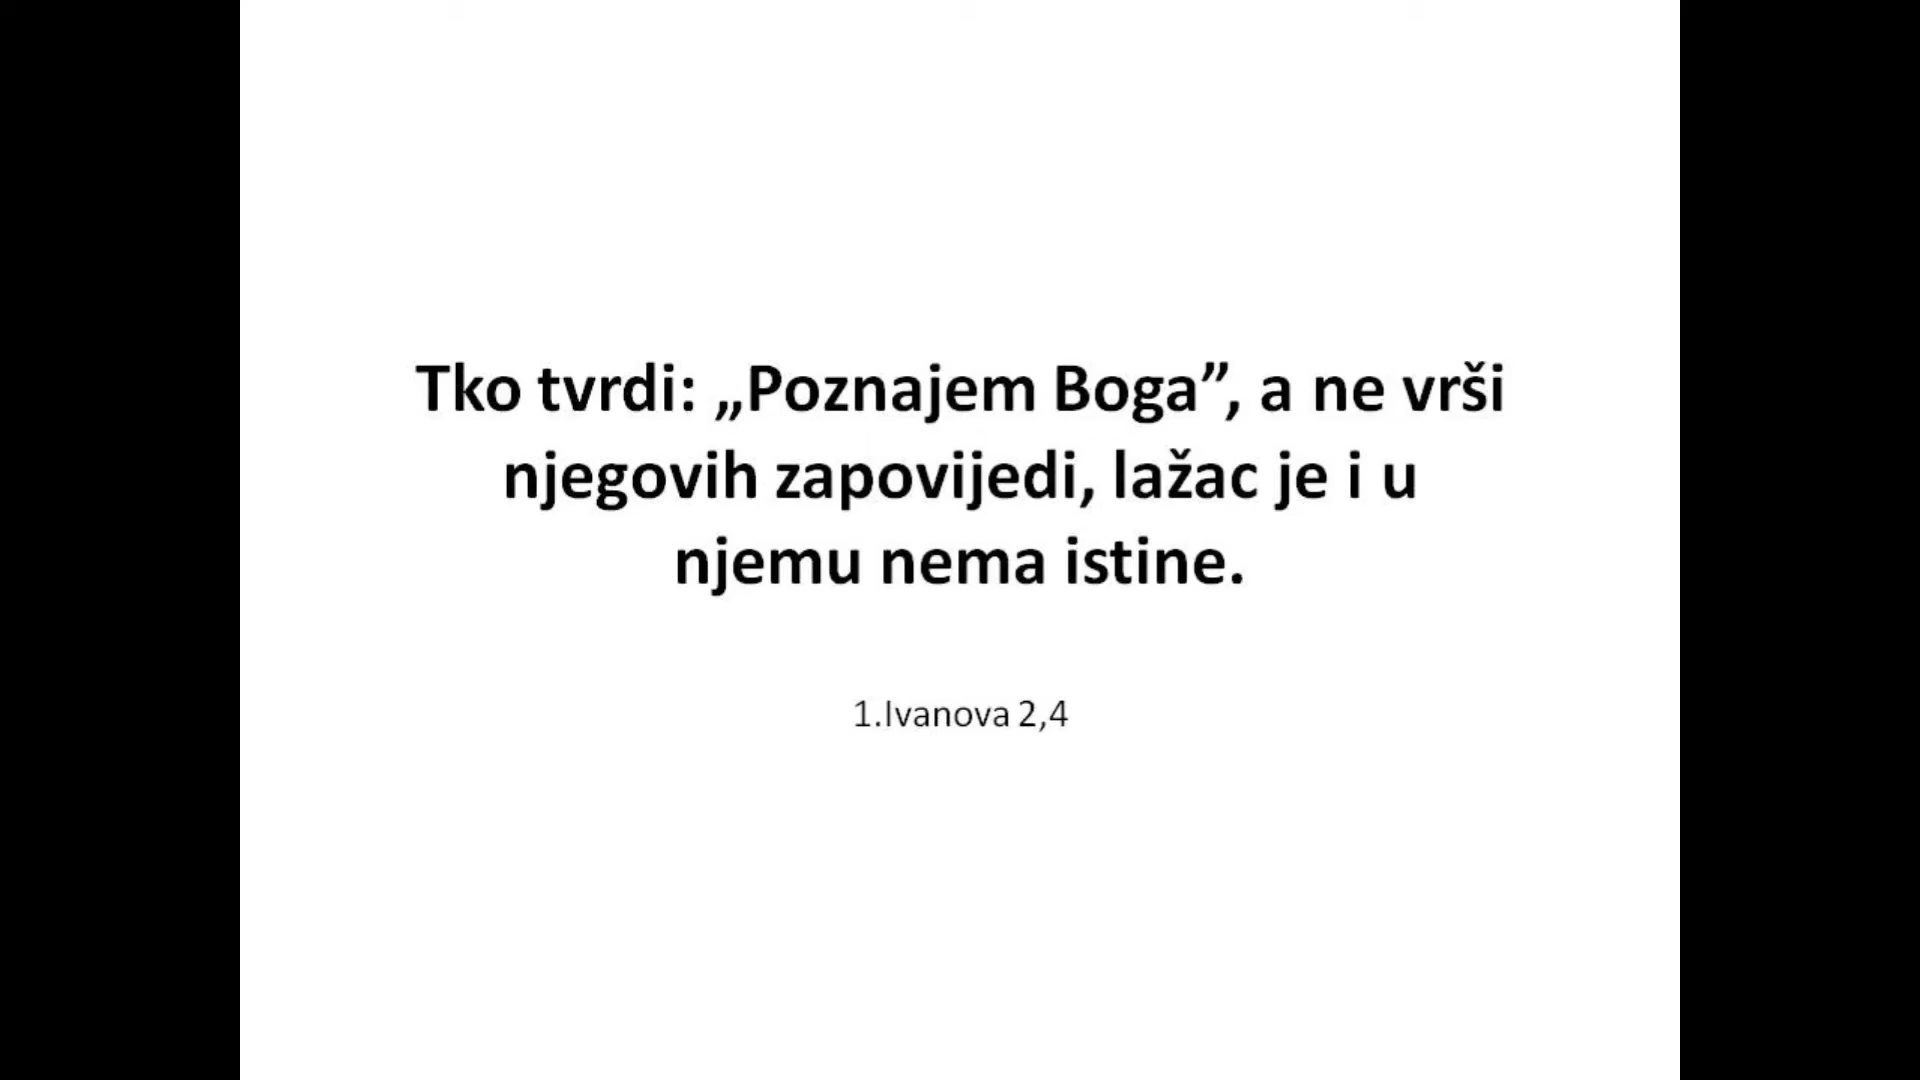 Tko tvrdi: „Poznajem Boga”, a ne vrši
njegovih zapovijedi, lažac je i u
njemu nema istine.
1.Ivanova 2,4